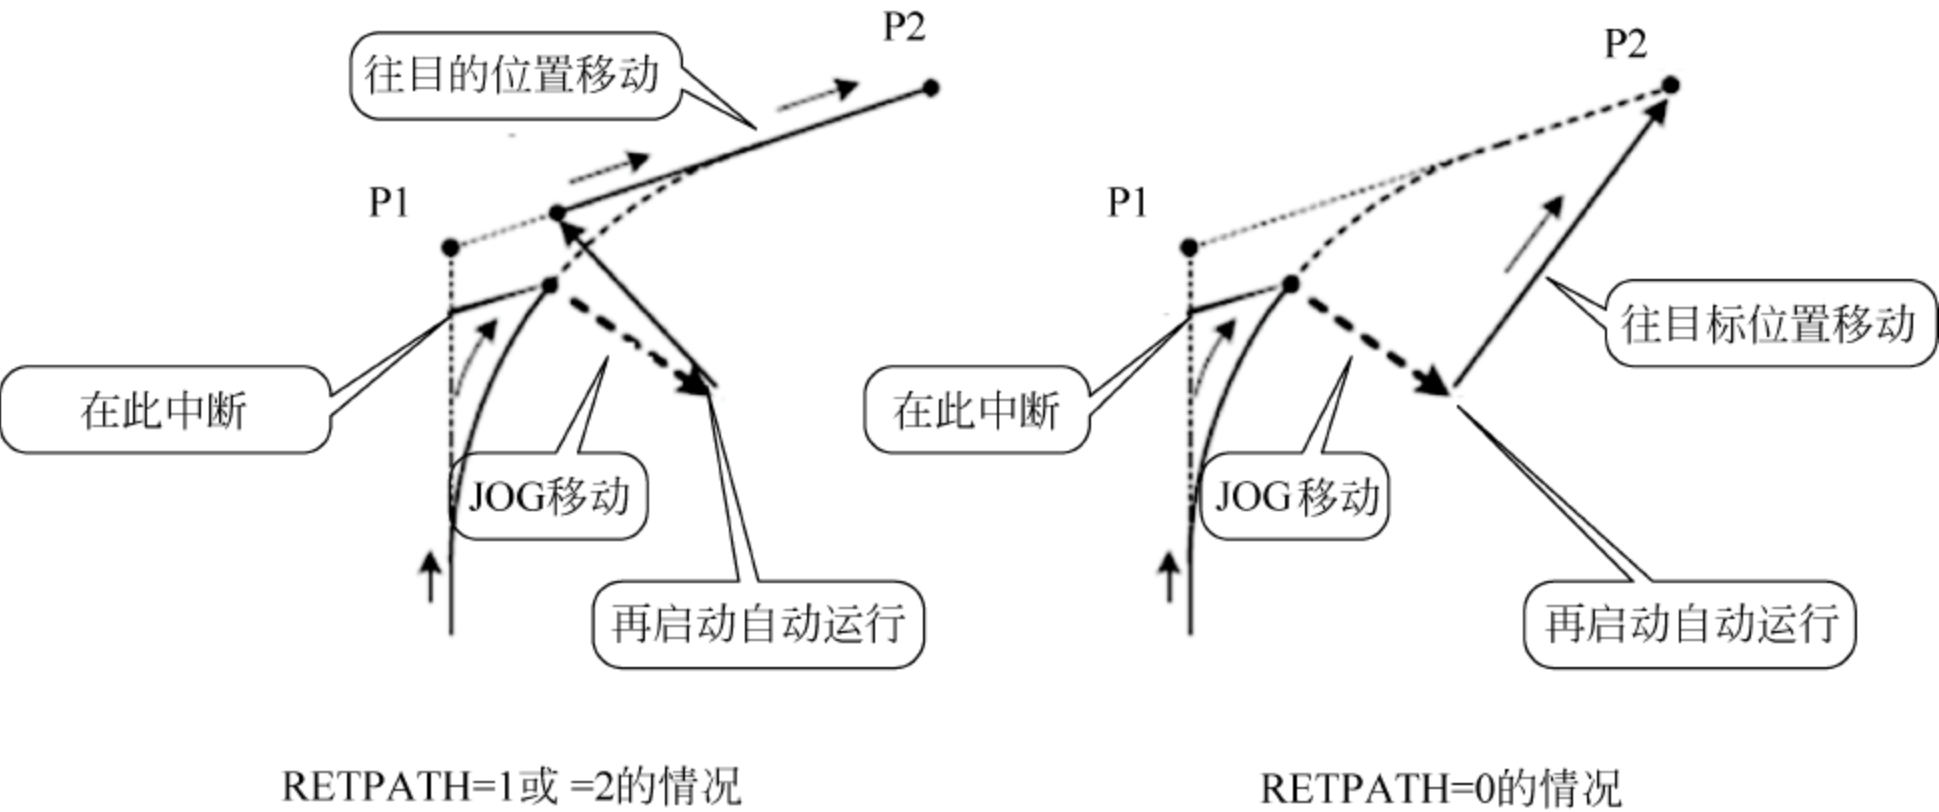 往目的位置移动
P2
P1
在此中断
JOG移动
再启动自动运行
RETPATH=1或 =2的情况
P2
P1
往目标位置移动
在此中断
JOG移动
再启动自动运行
RETPATH=0的情况